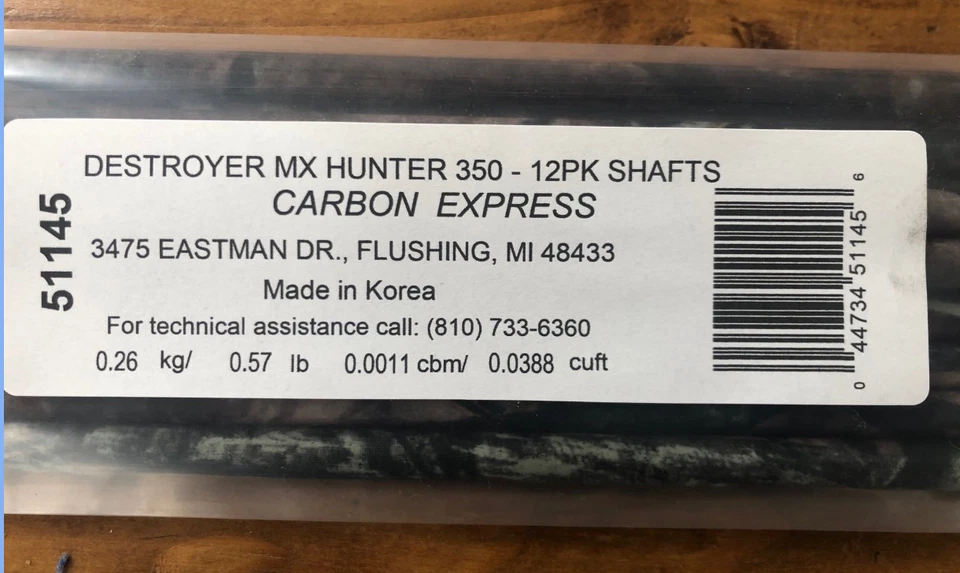 DESTROYER MX HUNTER 350 - 12PK SHAFTS
CARBON EXPRESS
3475 EASTMAN DR., FLUSHING, MI 48433
Made in Korea
For technical assistance call: (810) 733-6360
0.26 kg/ 0.57 lb 0.0011 cbm/ 0.0388 cuft
51145
0 44734 51145 6